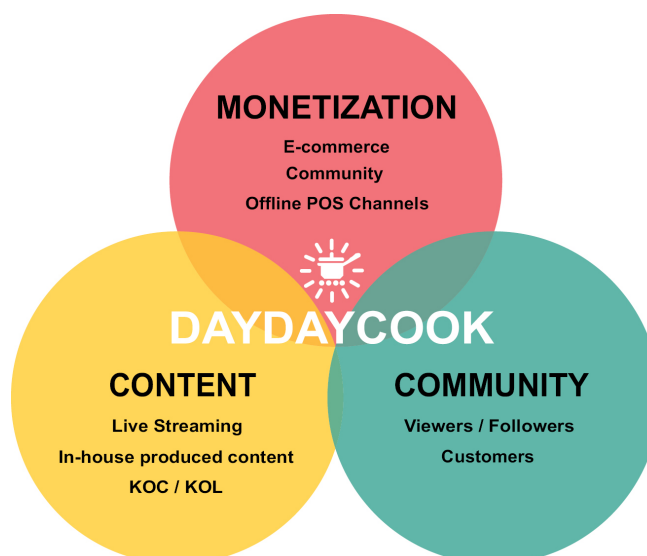 MONETIZATION
E-commerce
Community
Offline POS Channels
DAYDAYCOOK
CONTENT
Live Streaming
In-house produced content
KOC / KOL
COMMUNITY
Viewers / Followers
Customers